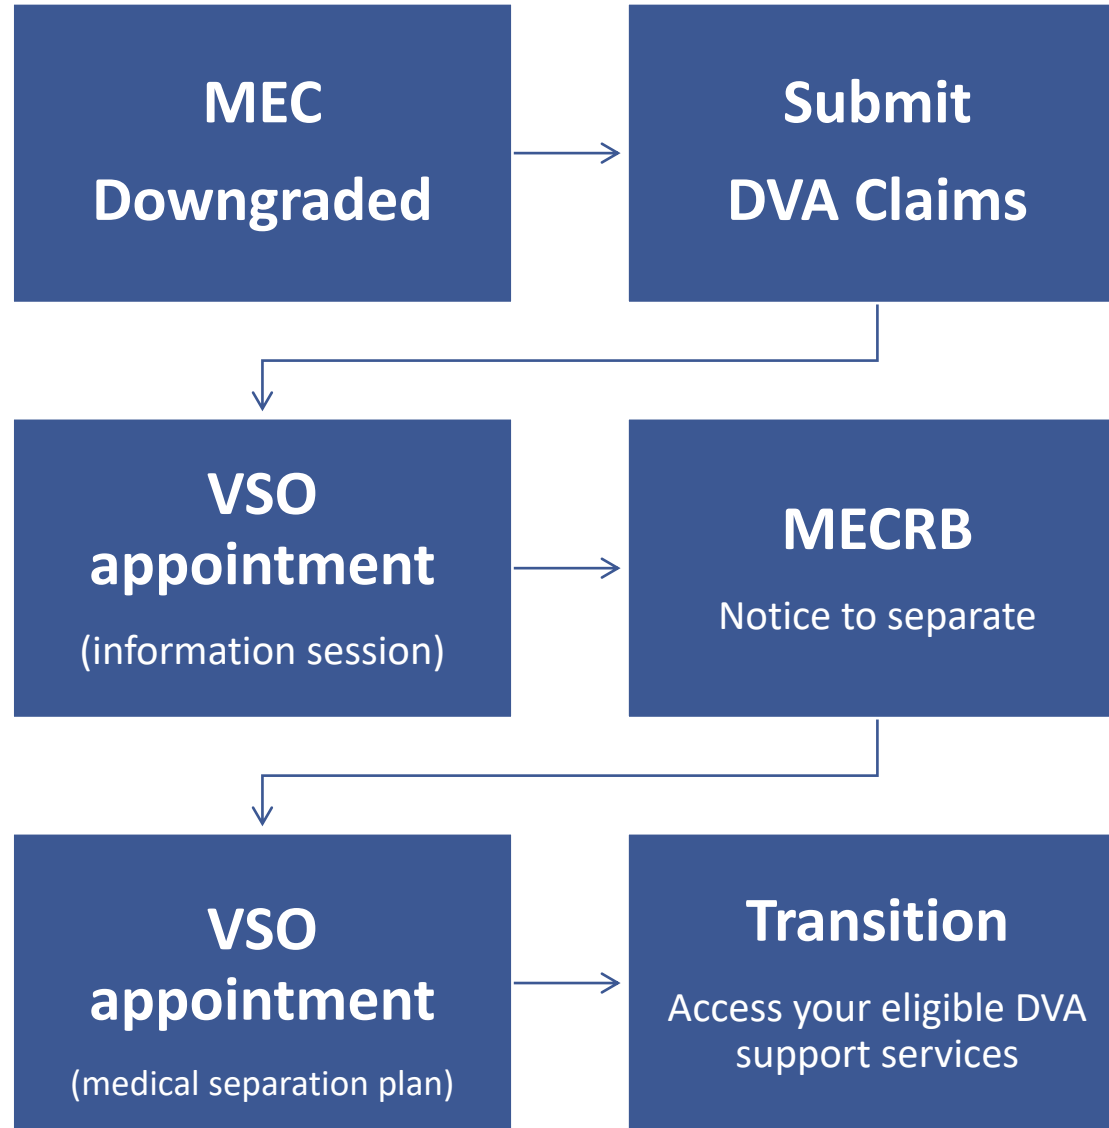 MEC
Downgraded
Submit
DVA Claims
VSO
appointment
(information session)
MECRB
Notice to separate
VSO
appointment
(medical separation plan)
Transition
Access your eligible DVA
support services